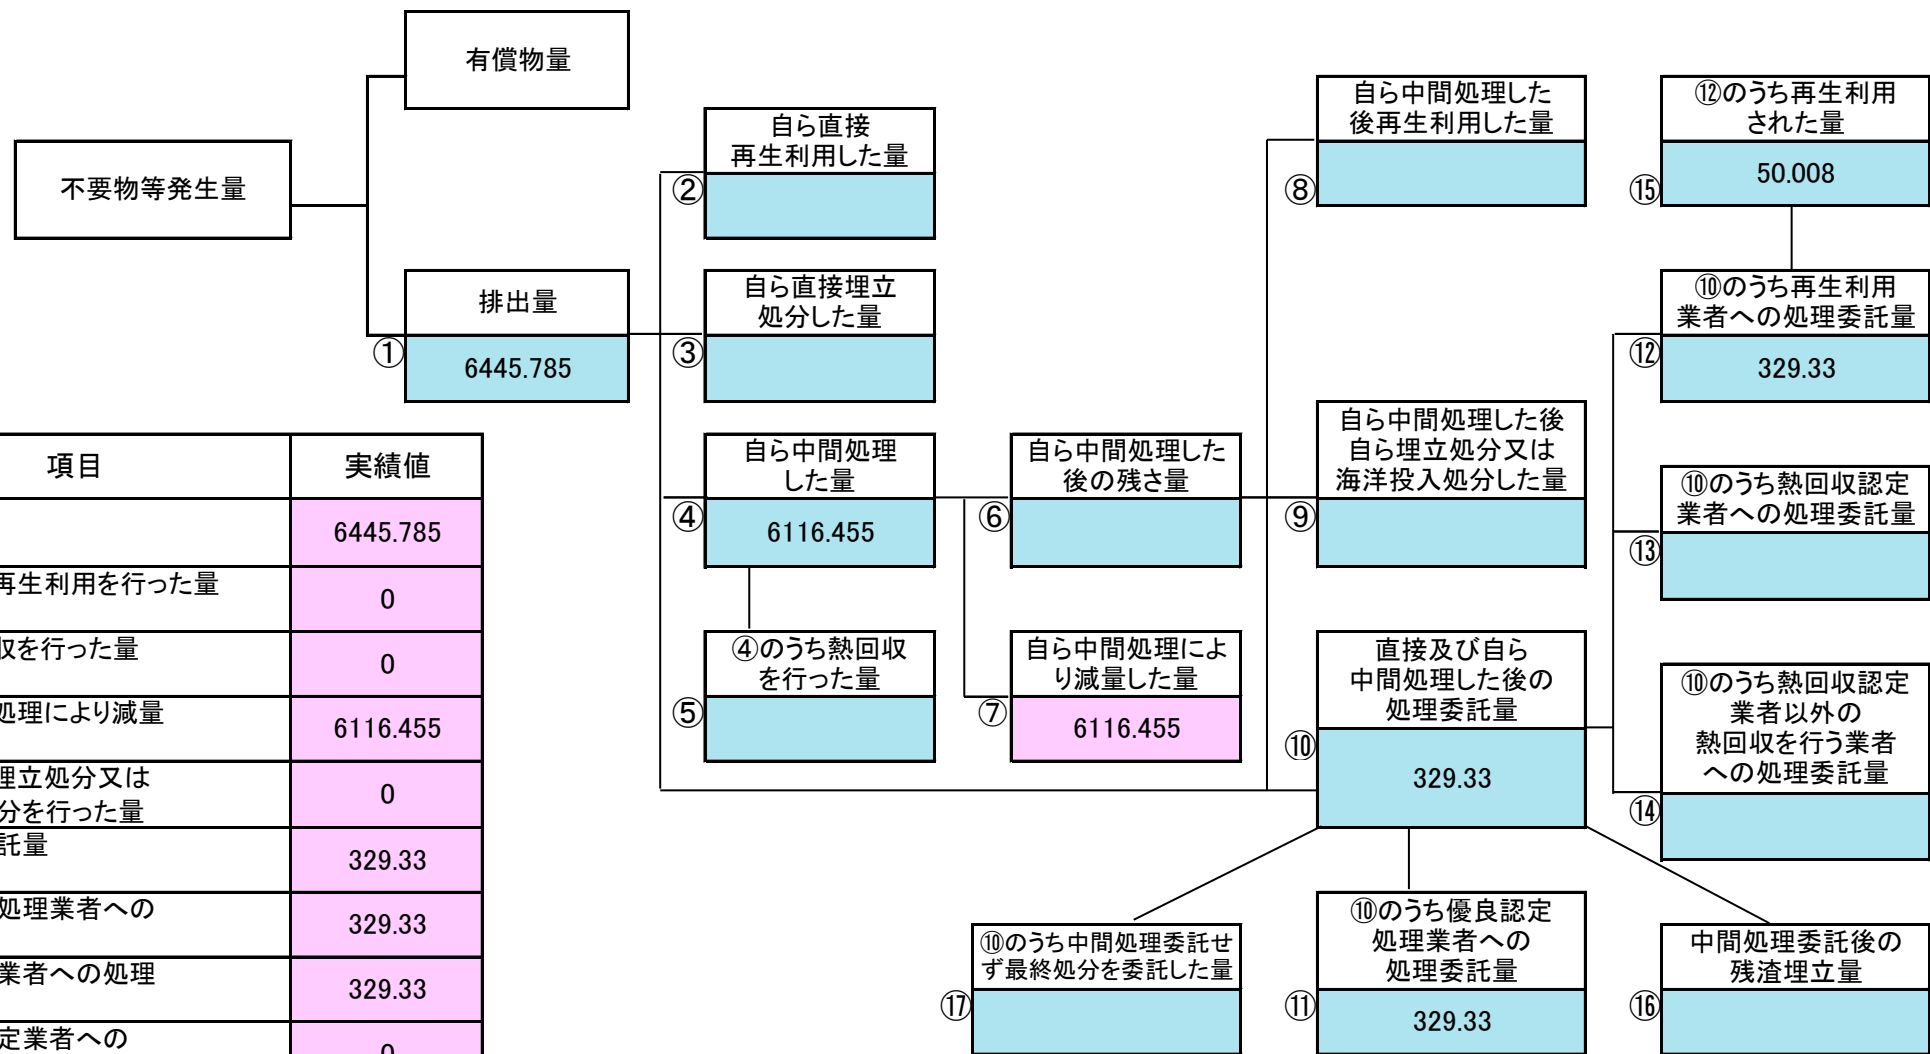 有償物量
不要物等発生量
排出量
①
6445.785
自ら直接
再生利用した量
②
自ら直接埋立
処分した量
③
自ら中間処理
した量
④
6116.455
④のうち熱回収
を行った量
⑤
自ら中間処理した
後の残さ量
⑥
自ら中間処理によ
り減量した量
⑦
6116.455
自ら中間処理した
後再生利用した量
⑧
自ら中間処理した後
自ら埋立処分又は
海洋投入処分した量
⑨
直接及び自ら
中間処理した後の
処理委託量
⑩
329.33
⑫のうち再生利用
された量
⑮
50.008
⑩のうち再生利用
業者への処理委託量
⑫
329.33
⑩のうち熱回収認定
業者への処理委託量
⑬
⑩のうち熱回収認定
業者以外の
熱回収を行う業者
への処理委託量
⑭
⑩のうち中間処理委託せ
ず最終処分を委託した量
⑰
⑩のうち優良認定
処理業者への
処理委託量
⑪
329.33
中間処理委託後の
残渣埋立量
⑯
項目 実績値
6445.785
再生利用を行った量 0
収を行った量 0
処理により減量 6116.455
埋立処分又は
分を行った量 0
託量 329.33
処理業者への 329.33
業者への処理 329.33
定業者への 0